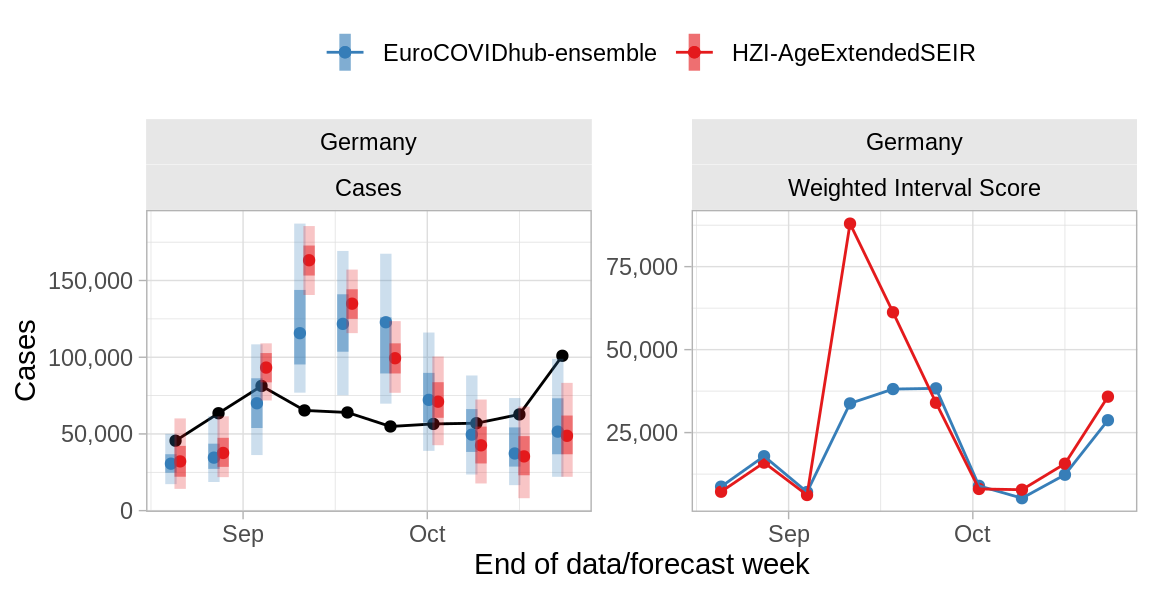 EuroCOVIDhub-ensemble HZI-AgeExtendedSEIR
Germany Germany
Cases Weighted Interval Score
Cases
150,000
100,000
50,000
0
75,000
50,000
25,000
Sep Oct Sep Oct
End of data/forecast week